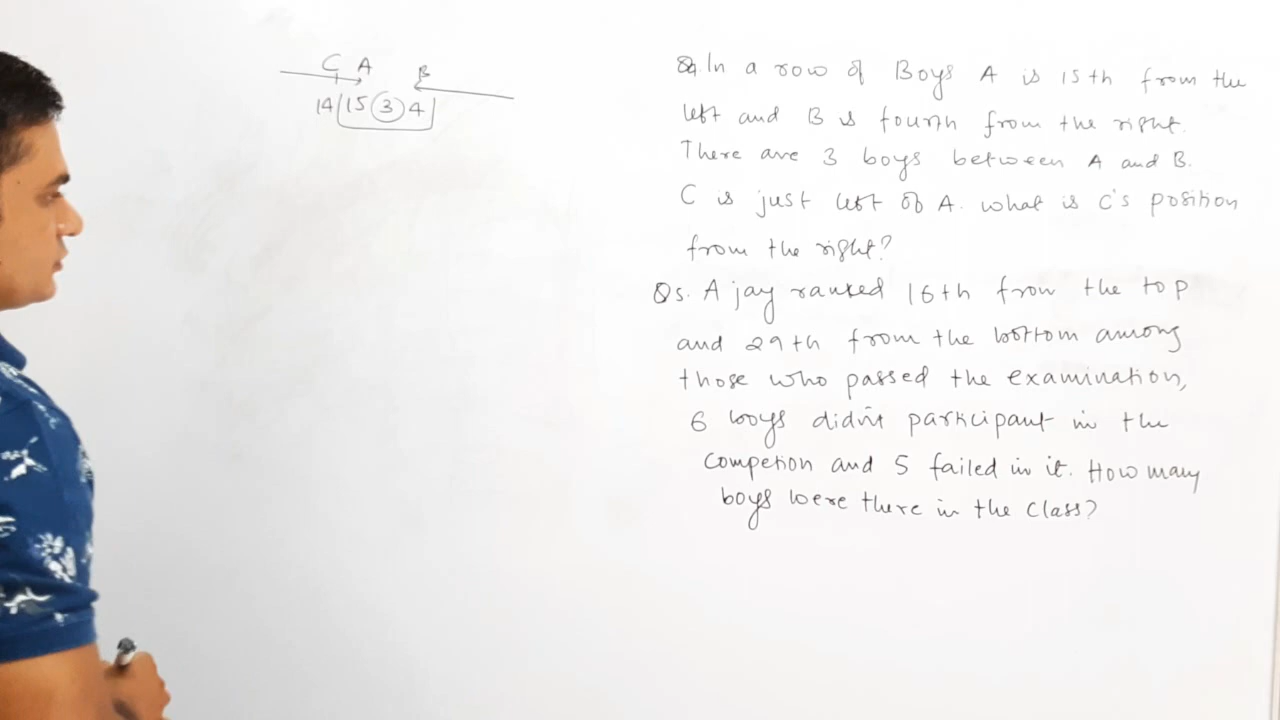 C A
B
14 15 3 4
Q4. In a row of Boys A is 15th from the
left and B is fourth from the right.
There are 3 boys between A and B.
C is just left of A. what is C's position
from the right?
Q5. Ajay ranked 16th from the top
and 29th from the bottom among
those who passed the examination,
6 boys didn't participant in the
competion and 5 failed in it. How many
boys were there in the class?